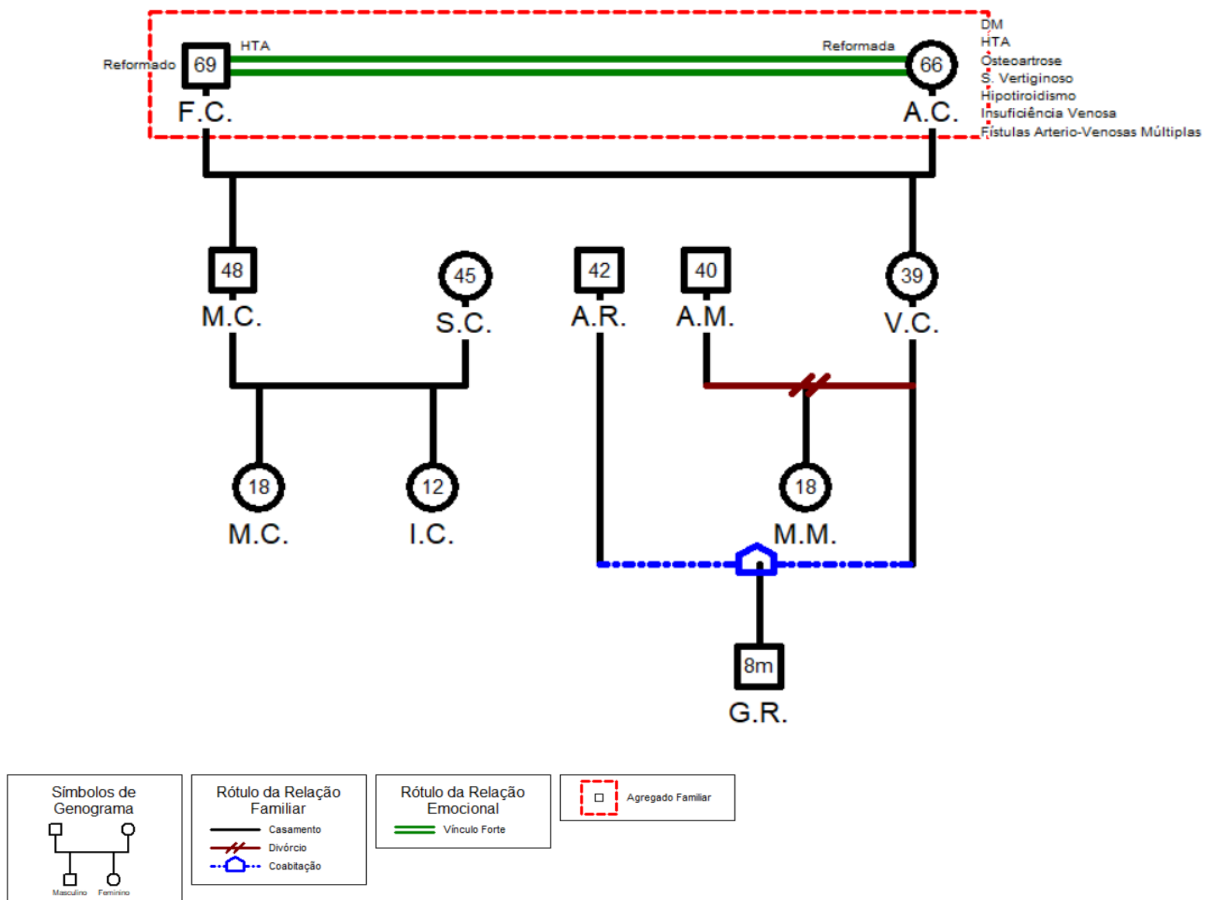 DM
HTA
Reformada
HTA
Osteoartrose
Reformado
69
66
S. Vertiginoso
Hipotiroidismo
F.C.
A.C.
Insuficiência Venosa
Fístulas Arterio-Venosas Múltiplas
48
45
42
40
39
M.C.
S.C.
A.R.
A.M.
V.C.
18
12
18
M.C.
I.C.
M.M.
8m
G.R.
Símbolos de
Genograma
Masculino
Feminino
Rótulo da Relação
Familiar
Casamento
Divórcio
Coabitação
Rótulo da Relação
Emocional
Vínculo Forte
Agregado Familiar